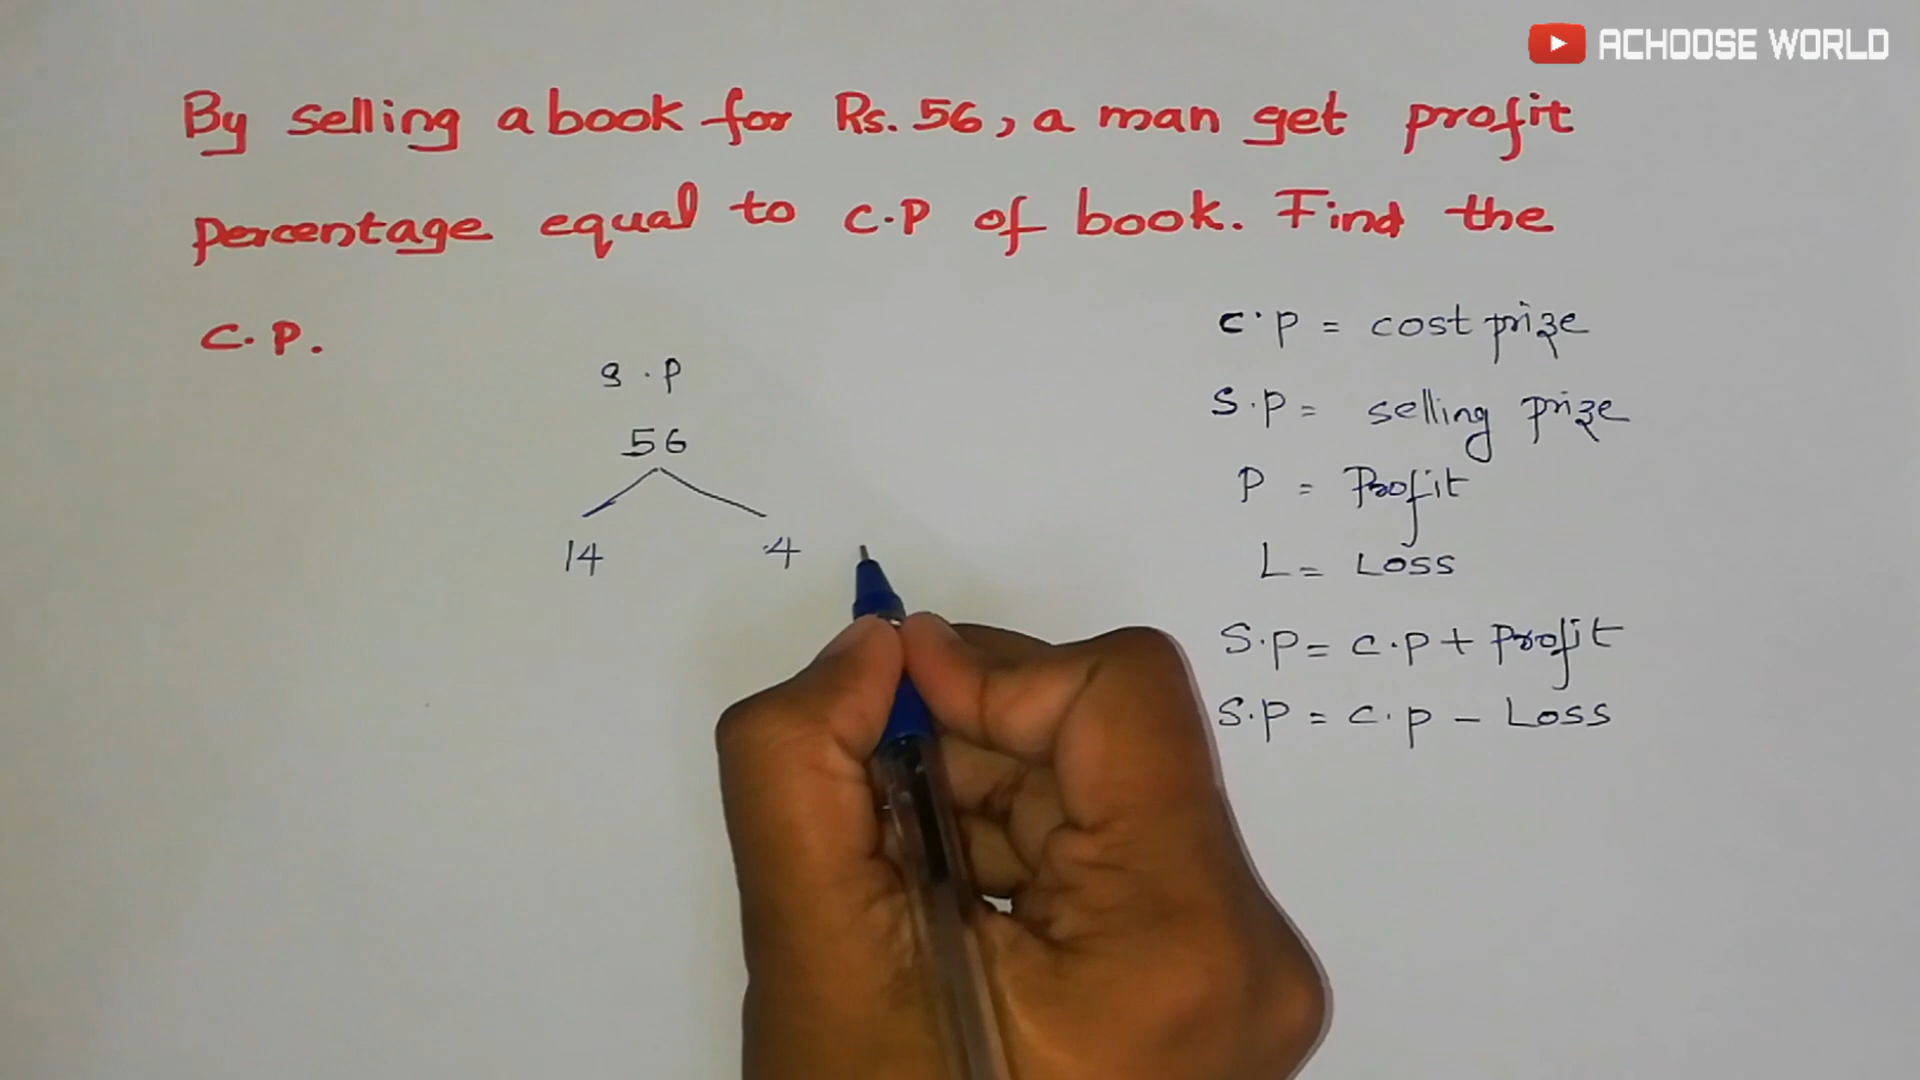 ACHOOSE WORLD
By selling a book for Rs. 56, a man get profit
percentage equal to C.P of book. Find the
C.P.
S.P
56
14 4
C.P = cost prize
S.P = selling prize
P = Profit
L = Loss
S.P = C.P + Profit
S.P = C.P - Loss